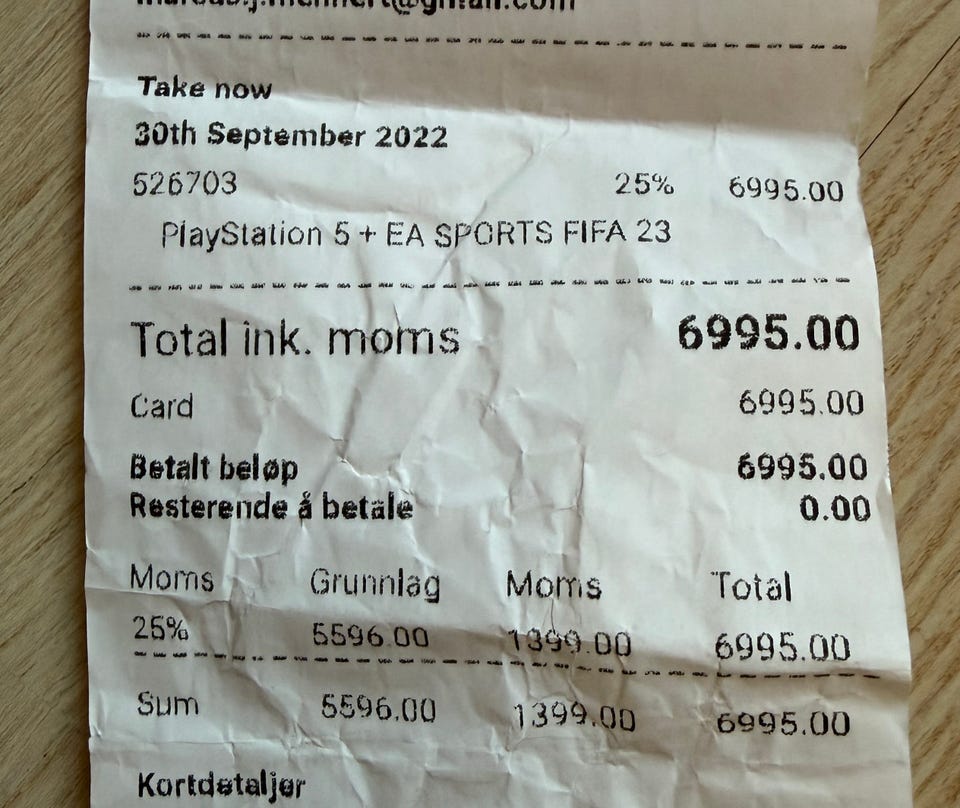 Take now
30th September 2022
526703 25% 6995.00
PlayStation 5 + EA SPORTS FIFA 23
Total ink. moms 6995.00
Card 6995.00
Betalt beløp 6995.00
Resterende å betale 0.00
Moms Grunnlag Moms Total
25% 5596.00 1399.00 6995.00
Sum 5596.00 1399.00 6995.00
Kortdetaljer